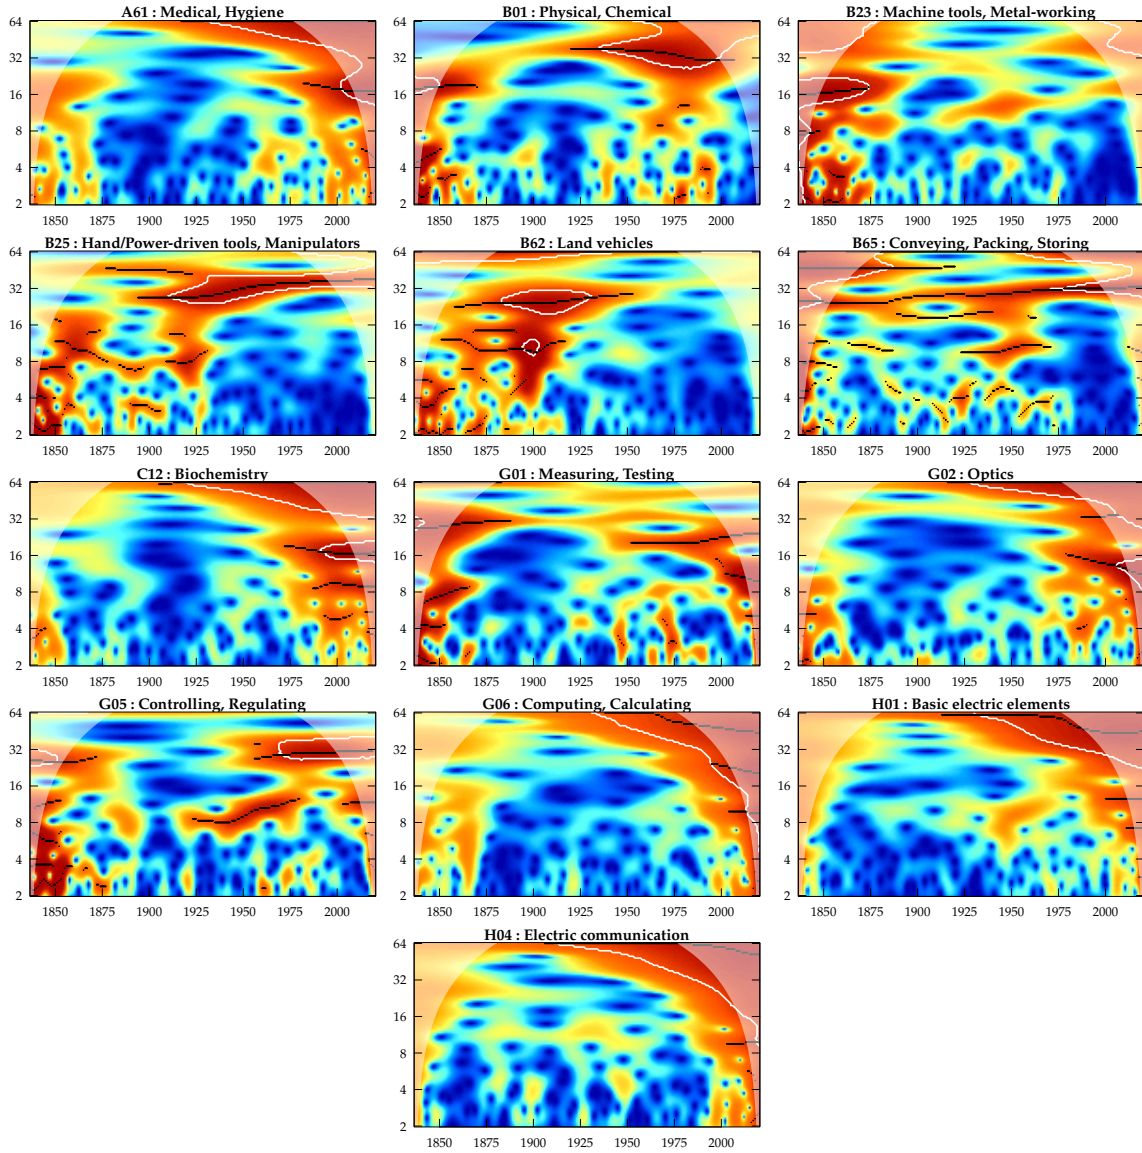 A61 : Medical, Hygiene
B01 : Physical, Chemical
B23 : Machine tools, Metal-working
64 32 16 8 4 2
64 32 16 8 4 2
64 32 16 8 4 2
1850 1875 1900 1925 1950 1975 2000
1850 1875 1900 1925 1950 1975 2000
1850 1875 1900 1925 1950 1975 2000
B25 : Hand/Power-driven tools, Manipulators
B62 : Land vehicles
B65 : Conveying, Packing, Storing
64 32 16 8 4 2
64 32 16 8 4 2
64 32 16 8 4 2
1850 1875 1900 1925 1950 1975 2000
1850 1875 1900 1925 1950 1975 2000
1850 1875 1900 1925 1950 1975 2000
C12 : Biochemistry
G01 : Measuring, Testing
G02 : Optics
64 32 16 8 4 2
64 32 16 8 4 2
64 32 16 8 4 2
1850 1875 1900 1925 1950 1975 2000
1850 1875 1900 1925 1950 1975 2000
1850 1875 1900 1925 1950 1975 2000
G05 : Controlling, Regulating
G06 : Computing, Calculating
H01 : Basic electric elements
64 32 16 8 4 2
64 32 16 8 4 2
64 32 16 8 4 2
1850 1875 1900 1925 1950 1975 2000
1850 1875 1900 1925 1950 1975 2000
1850 1875 1900 1925 1950 1975 2000
H04 : Electric communication
64 32 16 8 4 2
1850 1875 1900 1925 1950 1975 2000